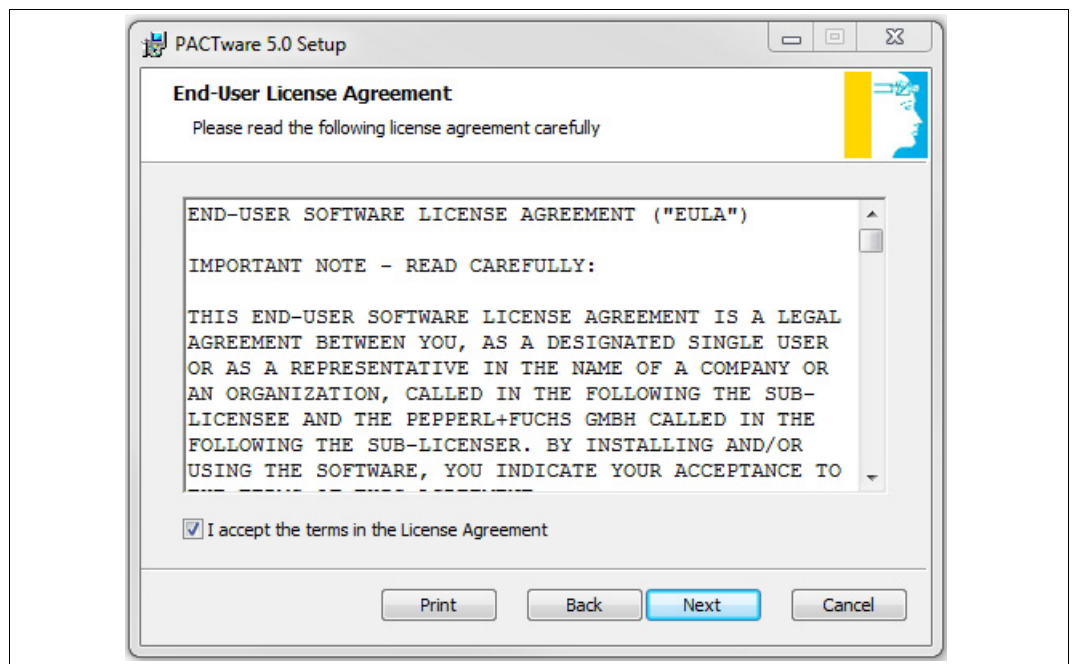 PACTware 5.0 Setup
End-User License Agreement
Please read the following license agreement carefully
END-USER SOFTWARE LICENSE AGREEMENT ("EULA")
IMPORTANT NOTE - READ CAREFULLY:
THIS END-USER SOFTWARE LICENSE AGREEMENT IS A LEGAL
AGREEMENT BETWEEN YOU, AS A DESIGNATED SINGLE USER
OR AS A REPRESENTATIVE IN THE NAME OF A COMPANY OR
AN ORGANIZATION, CALLED IN THE FOLLOWING THE SUB-
LICENSEE AND THE PEPPERL+FUCHS GMBH CALLED IN THE
FOLLOWING THE SUB-LICENSER. BY INSTALLING AND/OR
USING THE SOFTWARE, YOU INDICATE YOUR ACCEPTANCE TO
I accept the terms in the License Agreement
Print Back Next Cancel